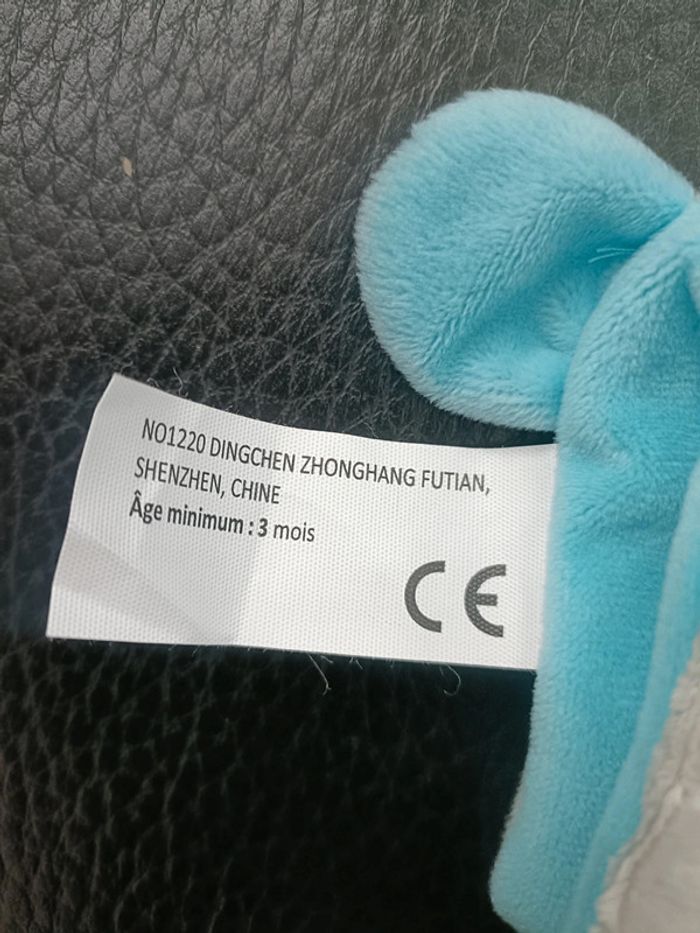 NO1220 DINGCHEN ZHONGHANG FUTIAN,
SHENZHEN, CHINE
Âge minimum : 3 mois
CE